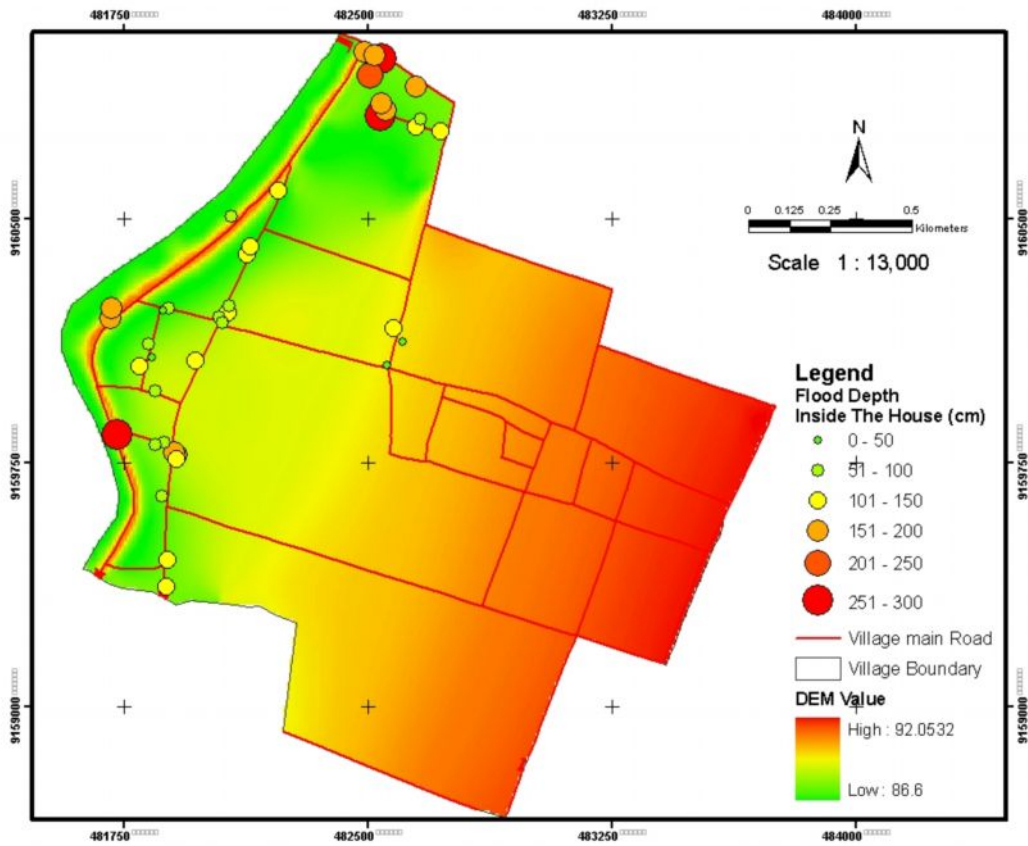 481750 482500 483250 484000
9160500 9160500
9159750 9159750
9159000 9159000
N
0 0.125 0.25 0.5
Kilometers
Scale 1 : 13,000
Legend
Flood Depth
Inside The House (cm)
0 - 50
51 - 100
101 - 150
151 - 200
201 - 250
251 - 300
Village main Road
Village Boundary
DEM Value
High : 92.0532
Low : 86.6
481750 482500 483250 484000